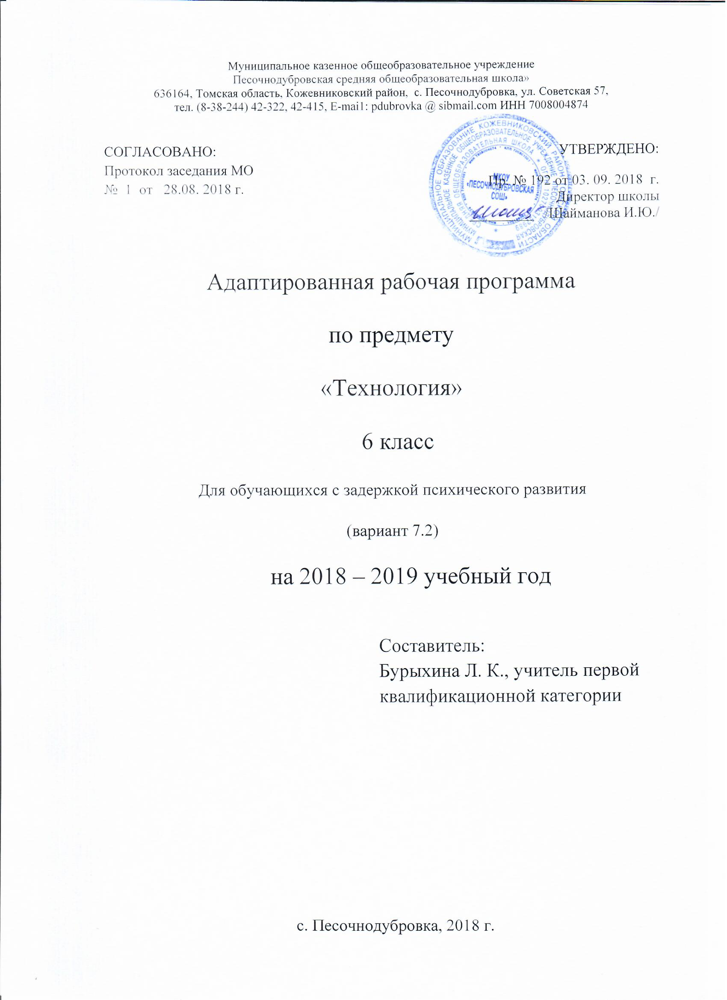 Муниципальное казенное общеобразовательное учреждение
Песочнодубровская средняя общеобразовательная школа»
636164, Томская область, Кожевниковский район,  с. Песочнодубровка, ул. Советская 57,
тел. (8-38-244) 42-322, 42-415, E-mai1: pdubrovka @ sibmail.com ИНН 7008004874
СОГЛАСОВАНО:
Протокол заседания МО
№ 1 от 28.08. 2018 г.
УТВЕРЖДЕНО:
Пр. № 192 от 03. 09. 2018 г.
Директор школы
/Шайманова И.Ю./
МУНИЦИПАЛЬНОЕ ОБРАЗОВАНИЕ КОЖЕВНИКОВСКИЙ РАЙОН ТОМСКОЙ ОБЛАСТИ
МУНИЦИПАЛЬНОЕ КАЗЁННОЕ ОБЩЕОБРАЗОВАТЕЛЬНОЕ УЧРЕЖДЕНИЕ «ПЕСОЧНОДУБРОВСКАЯ
СРЕДНЯЯ ОБЩЕОБРАЗОВАТЕЛЬНАЯ ШКОЛА»
МКОУ
«ПЕСОЧНОДУБРОВСКАЯ
СОШ»
Адаптированная рабочая программа
по предмету
«Технология»
6 класс
Для обучающихся с задержкой психического развития
(вариант 7.2)
на 2018 – 2019 учебный год
Составитель:
Бурыхина Л. К., учитель первой
квалификационной категории
с. Песочнодубровка, 2018 г.